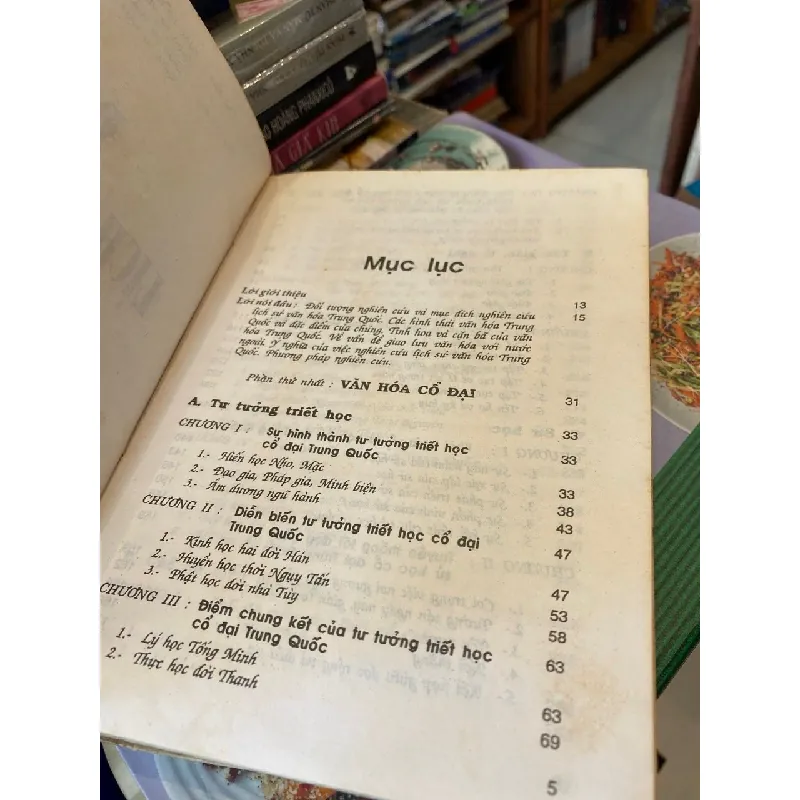 HOÀNG PHANXICÔ
Mục lục
Lời giới thiệu 13
Lời nói đầu : Đối tượng nghiên cứu và mục đích nghiên cứu 15
lịch sử văn hóa Trung Quốc. Các hình thái văn hóa Trung
Quốc và đặc điểm của chúng. Tinh hoa và cặn bã của văn
hóa Trung Quốc. Về vấn đề giao lưu văn hóa với nước
ngoài. Ý nghĩa của việc nghiên cứu lịch sử văn hóa Trung
Quốc. Phương pháp nghiên cứu.
Phần thứ nhất : VĂN HÓA CỔ ĐẠI 31
A. Tư tưởng triết học 33
CHƯƠNG I : Sự hình thành tư tưởng triết học
cổ đại Trung Quốc 33
1.- Hiển học Nho, Mặc 33
2.- Đạo gia, Pháp gia, Minh biện 38
3.- Âm dương ngũ hành 43
CHƯƠNG II : Diễn biến tư tưởng triết học cổ đại
Trung Quốc 47
1.- Kinh học hai đời Hán 47
2.- Huyền học thời Ngụy Tấn 53
3.- Phật học đời nhà Tùy 58
CHƯƠNG III : Điểm chung kết của tư tưởng triết học
cổ đại Trung Quốc 63
1.- Lý học Tống Minh 63
2.- Thực học đời Thanh 69
5